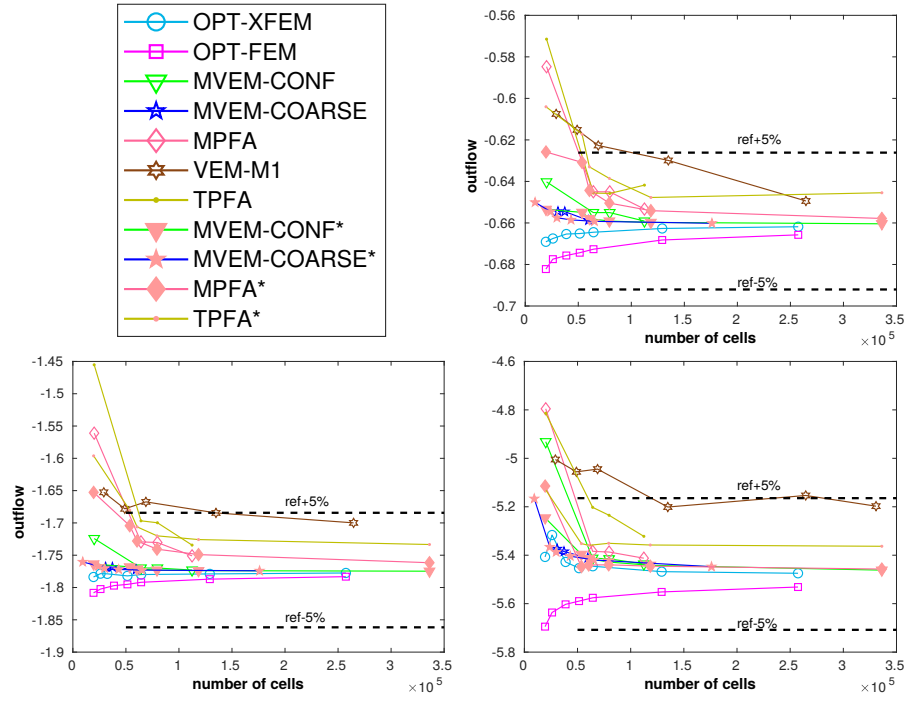 OPT-XFEM
OPT-FEM
MVEM-CONF
MVEM-COARSE
MPFA
VEM-M1
TPFA
MVEM-CONF*
MVEM-COARSE*
MPFA*
TPFA*
-0.56
-0.58
-0.6
-0.62
-0.64
-0.66
-0.68
-0.7
outflow
ref+5%
ref-5%
0 0.5 1 1.5 2 2.5 3 3.5
number of cells
× 10^5
-1.45
-1.5
-1.55
-1.6
-1.65
-1.7
-1.75
-1.8
-1.85
-1.9
outflow
ref+5%
ref-5%
0 0.5 1 1.5 2 2.5 3 3.5
number of cells
× 10^5
-4.6
-4.8
-5
-5.2
-5.4
-5.6
-5.8
outflow
ref+5%
ref-5%
0 0.5 1 1.5 2 2.5 3 3.5
number of cells
× 10^5